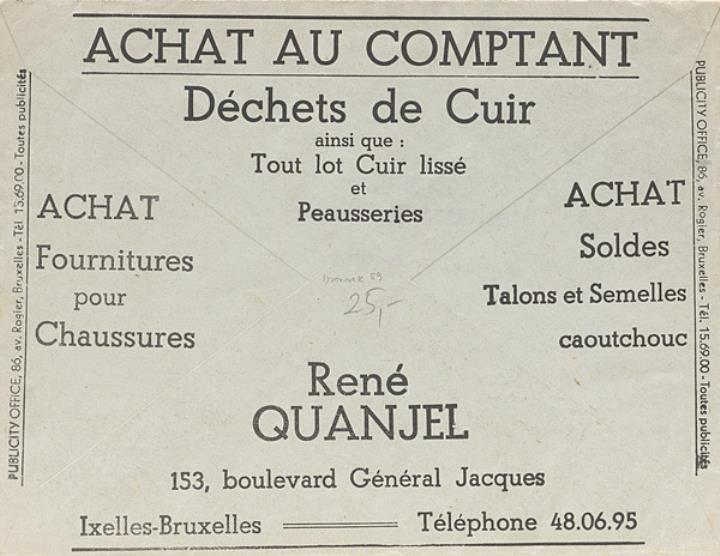 ACHAT AU COMPTANT
Déchets de Cuir
ainsi que :
Tout lot Cuir lissé
et
Peausseries
ACHAT
Fournitures
pour
Chaussures
ACHAT
Soldes
Talons et Semelles
caoutchouc
25,-
René
QUANJEL
153, boulevard Général Jacques
Ixelles-Bruxelles
Téléphone 48.06.95
PUBLICITY OFFICE, 86, av. Rogier, Bruxelles - Tél. 15.69.00 - Toutes publicités
PUBLICITY OFFICE, 86, av. Rogier, Bruxelles - Tél. 15.69.00 - Toutes publicités